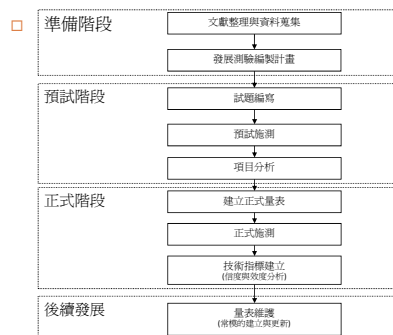 準備階段
文獻整理與資料蒐集
發展測驗編製計畫
預試階段
試題編寫
預試施測
項目分析
正式階段
建立正式量表
正式施測
技術指標建立
(信度與效度分析)
後續發展
量表維護
(常模的建立與更新)